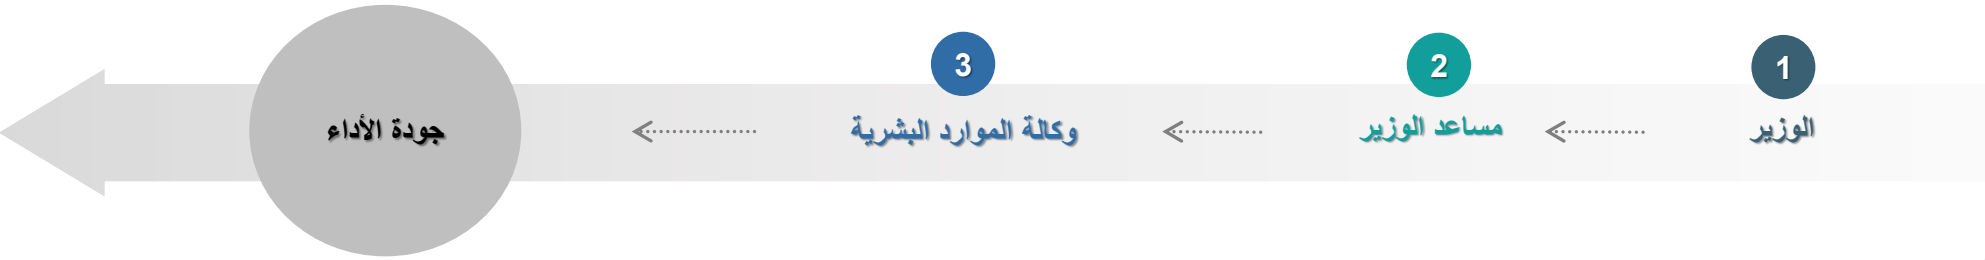 1
الوزير
2
مساعد الوزير
3
وكالة الموارد البشرية
جودة الأداء